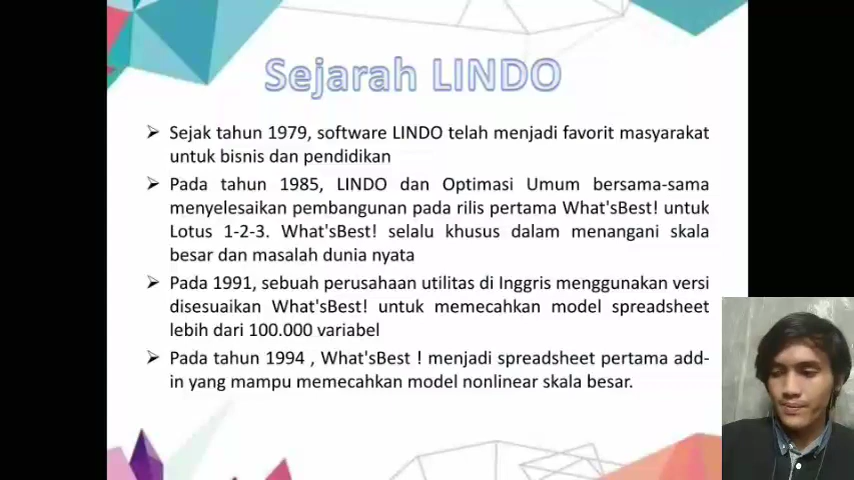 Sejarah LINDO
Sejak tahun 1979, software LINDO telah menjadi favorit masyarakat
untuk bisnis dan pendidikan
Pada tahun 1985, LINDO dan Optimasi Umum bersama-sama
menyelesaikan pembangunan pada rilis pertama What'sBest! untuk
Lotus 1-2-3. What'sBest! selalu khusus dalam menangani skala
besar dan masalah dunia nyata
Pada 1991, sebuah perusahaan utilitas di Inggris menggunakan versi
disesuaikan What'sBest! untuk memecahkan model spreadsheet
lebih dari 100.000 variabel
Pada tahun 1994 , What'sBest ! menjadi spreadsheet pertama add-
in yang mampu memecahkan model nonlinear skala besar.